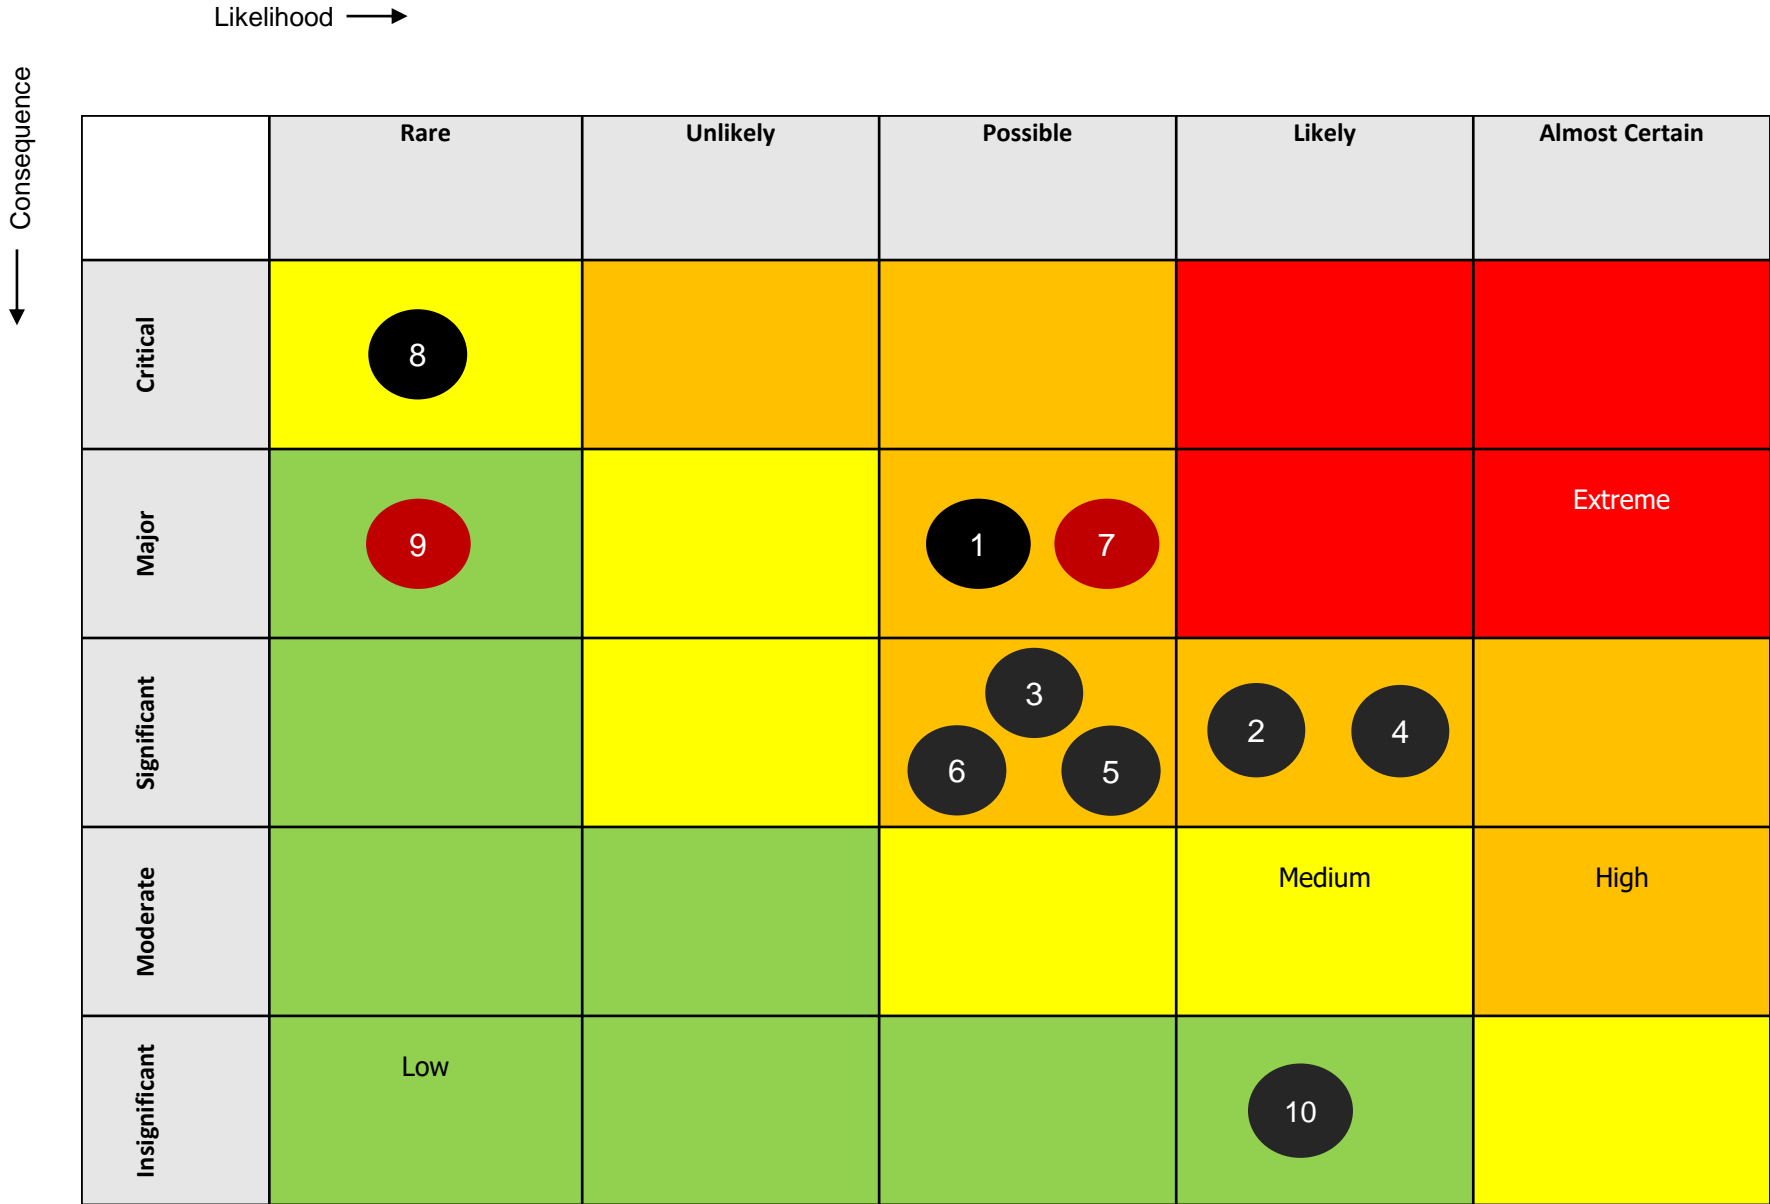 Likelihood
Consequence
Rare
Unlikely
Possible
Likely
Almost Certain
Critical
8
Major
9
1
7
Extreme
Significant
3
6
5
2
4
Moderate
Medium
High
Insignificant
Low
10